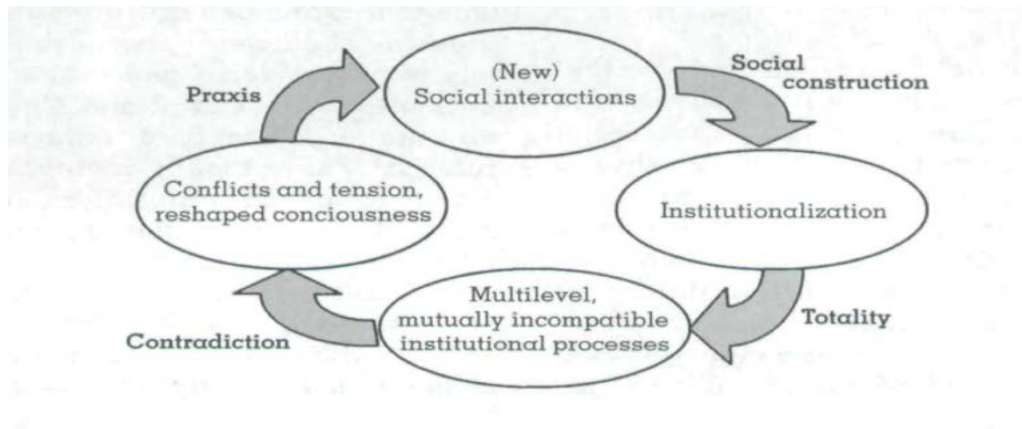 (New)
Social interactions
Social
construction
Institutionalization
Totality
Multilevel,
mutually incompatible
institutional processes
Contradiction
Conflicts and tension,
reshaped conciousness
Praxis